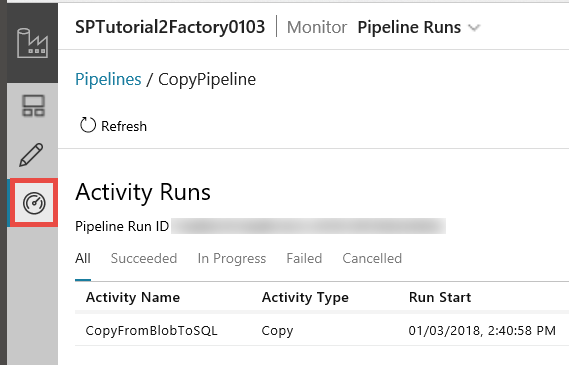 SPTutorial2Factory0103 | Monitor Pipeline Runs
Pipelines / CopyPipeline
Refresh
Activity Runs
Pipeline Run ID
All Succeeded In Progress Failed Cancelled
Activity Name Activity Type Run Start
CopyFromBlobToSQL Copy 01/03/2018, 2:40:58 PM